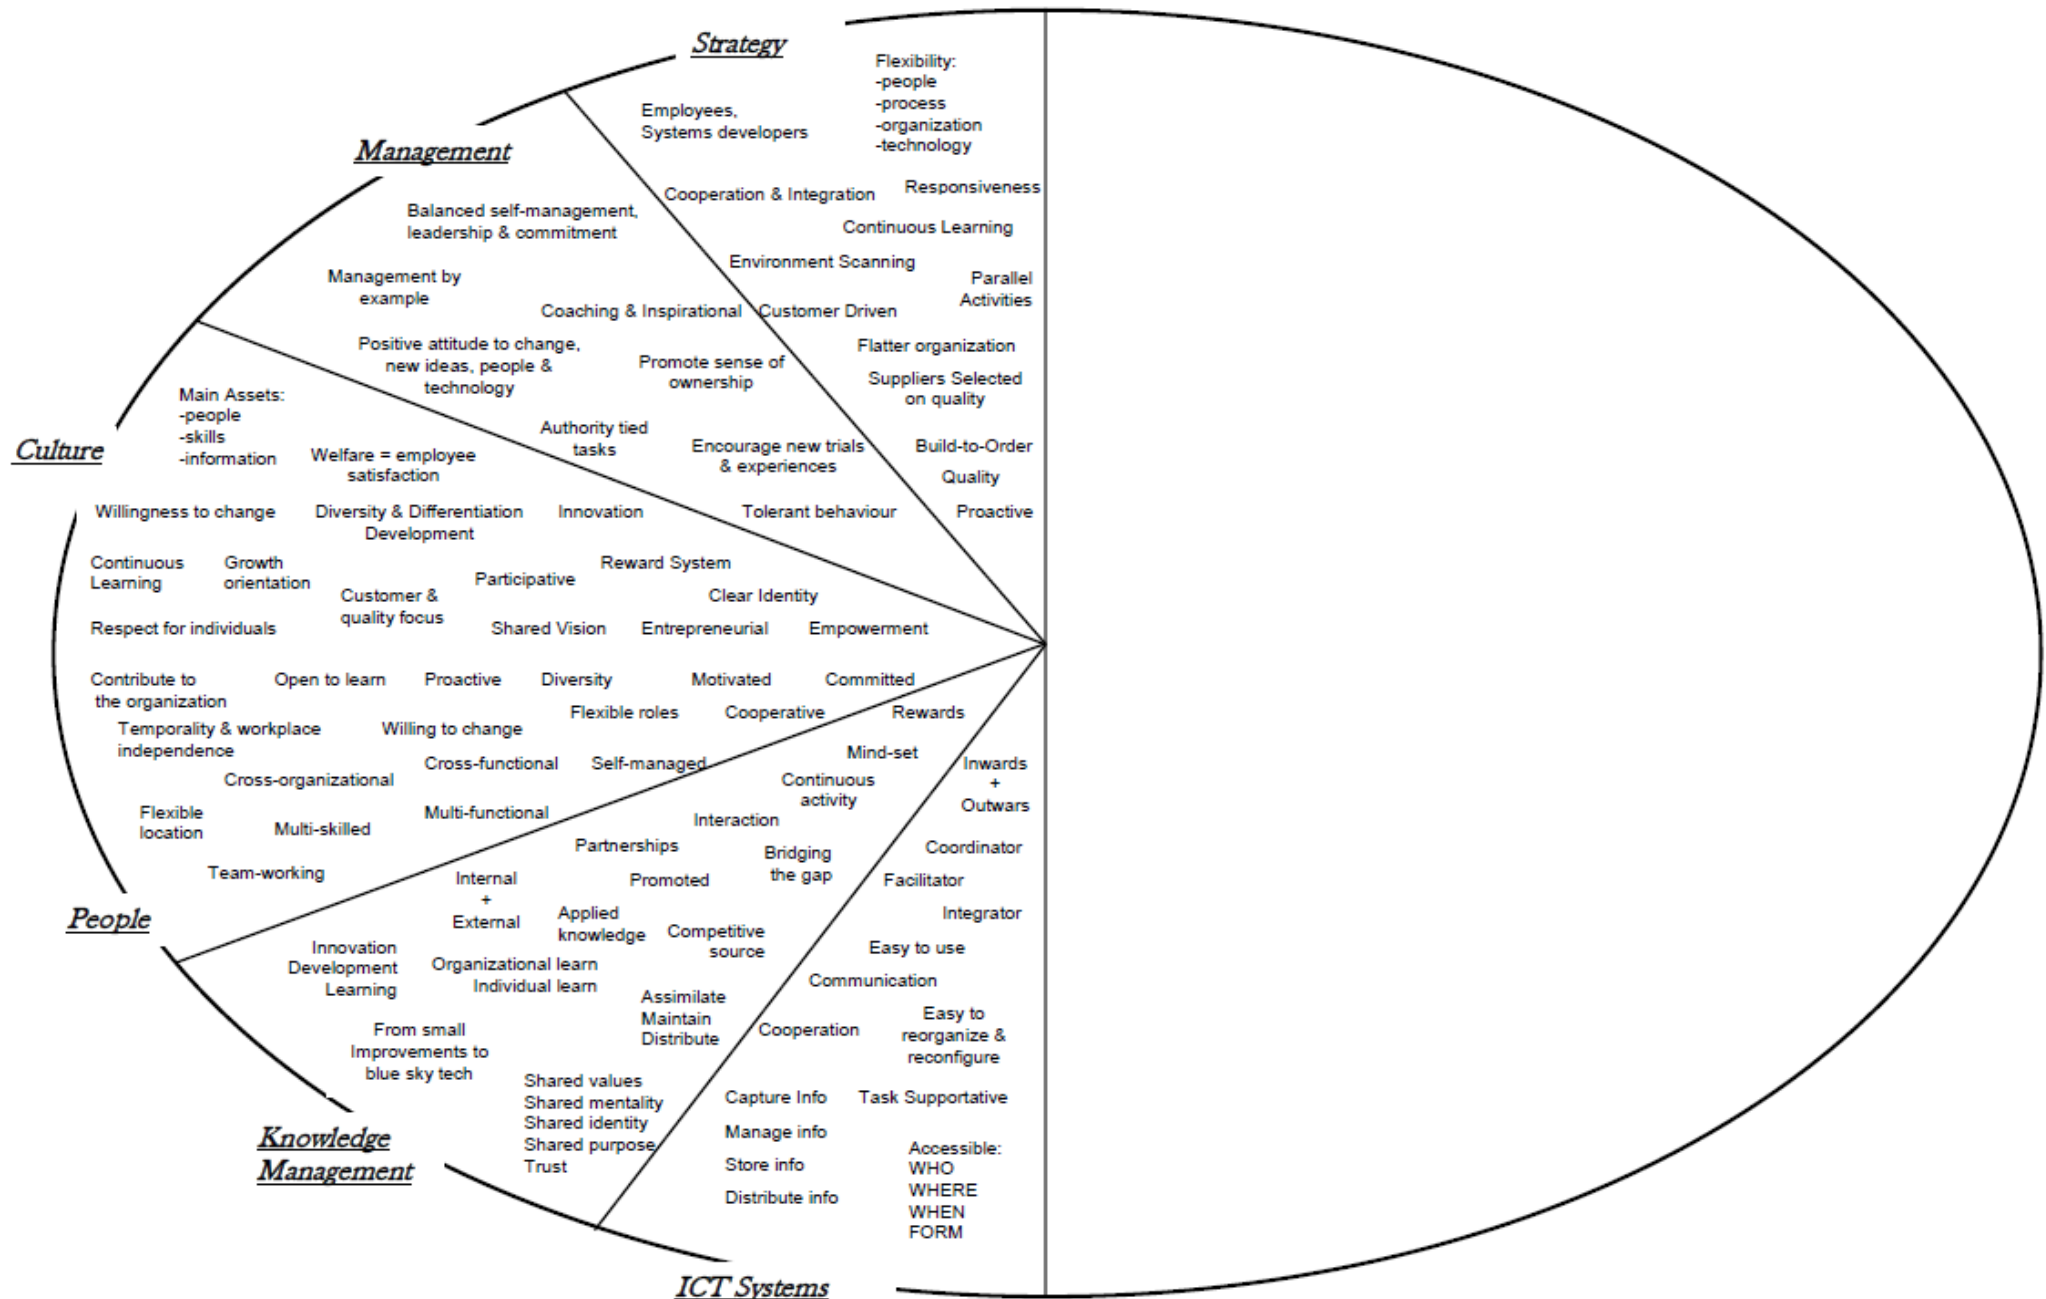 Strategy
Flexibility:
-people
-process
-organization
-technology
Employees,
Systems developers
Cooperation & Integration
Responsiveness
Continuous Learning
Environment Scanning
Parallel
Activities
Customer Driven
Flatter organization
Suppliers Selected
on quality
Build-to-Order
Quality
Proactive
Management
Balanced self-management,
leadership & commitment
Management by
example
Coaching & Inspirational
Positive attitude to change,
new ideas, people &
technology
Promote sense of
ownership
Authority tied
tasks
Encourage new trials
& experiences
Tolerant behaviour
Culture
Main Assets:
-people
-skills
-information
Welfare = employee
satisfaction
Willingness to change
Diversity & Differentiation
Development
Innovation
Continuous
Learning
Growth
orientation
Customer &
quality focus
Participative
Reward System
Clear Identity
Respect for individuals
Shared Vision
Entrepreneurial
Empowerment
Contribute to
the organization
Open to learn
Proactive
Diversity
Motivated
Committed
Flexible roles
Cooperative
Rewards
Temporality & workplace
independence
Willing to change
Cross-functional
Self-managed
Cross-organizational
Flexible
location
Multi-skilled
Multi-functional
Team-working
People
Mind-set
Continuous
activity
Interaction
Partnerships
Bridging
the gap
Internal
+
External
Promoted
Applied
knowledge
Competitive
source
Innovation
Development
Learning
Organizational learn
Individual learn
Assimilate
Maintain
Distribute
From small
Improvements to
blue sky tech
Shared values
Shared mentality
Shared identity
Shared purpose
Trust
Knowledge
Management
Inwards
+
Outwars
Coordinator
Facilitator
Integrator
Easy to use
Communication
Cooperation
Easy to
reorganize &
reconfigure
Capture Info
Task Supportative
Manage info
Store info
Distribute info
Accessible:
WHO
WHERE
WHEN
FORM
ICT Systems